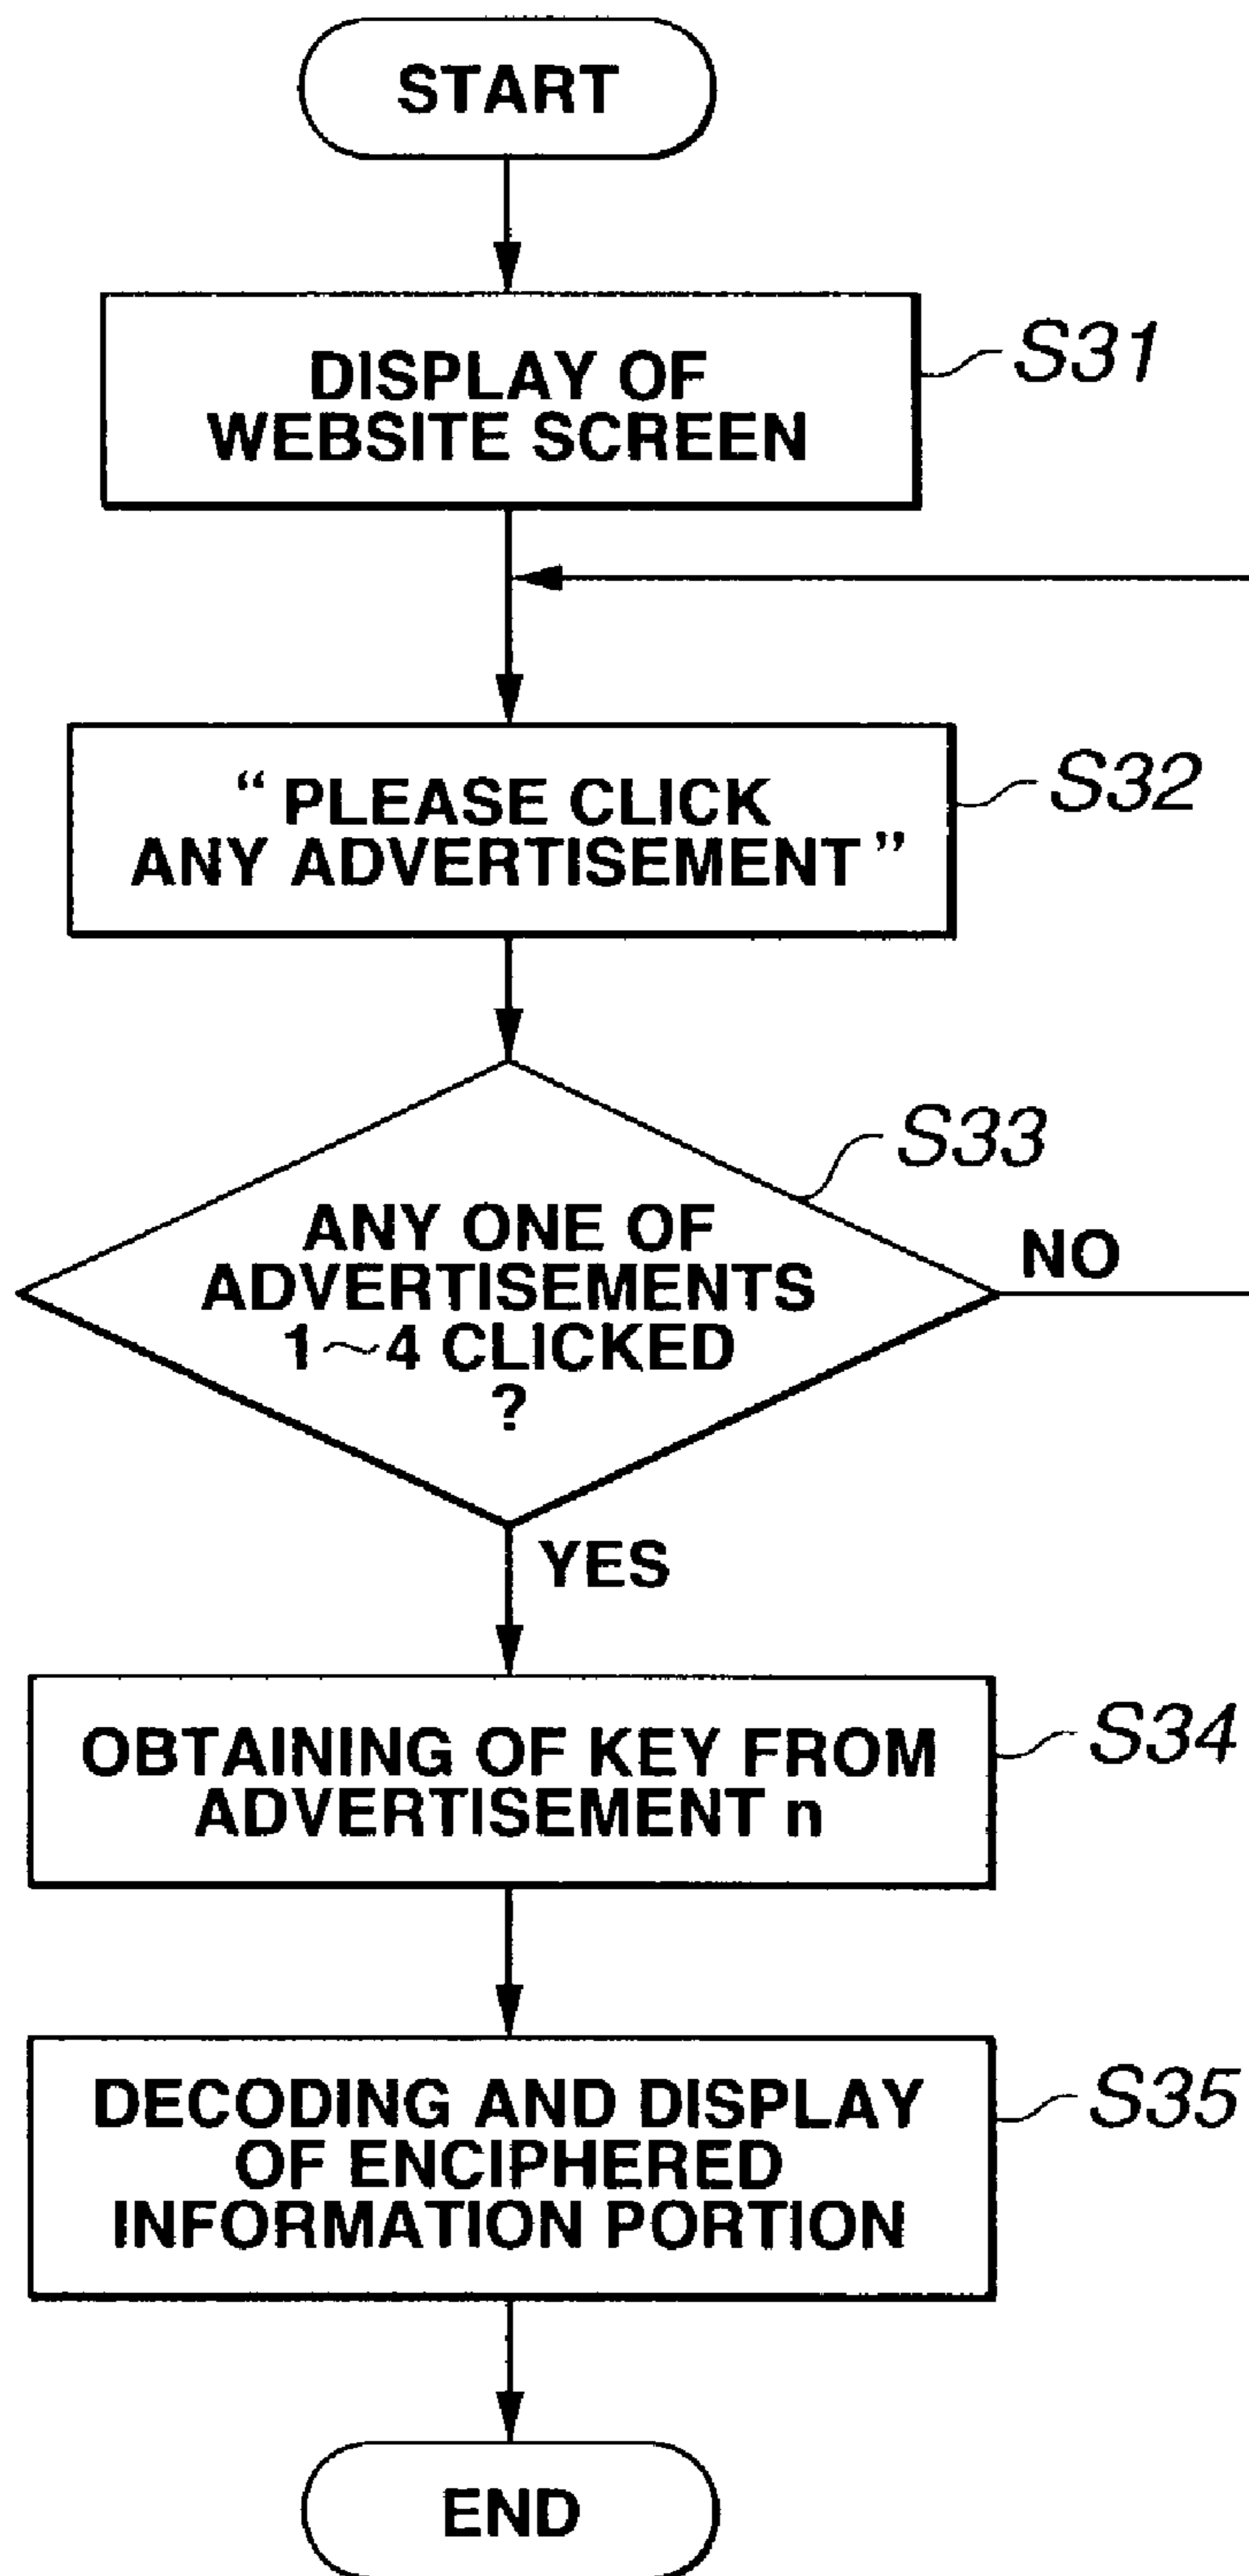 START
DISPLAY OF
WEBSITE SCREEN
S31
“ PLEASE CLICK
ANY ADVERTISEMENT ”
S32
ANY ONE OF
ADVERTISEMENTS
1~4 CLICKED
?
S33
NO
YES
OBTAINING OF KEY FROM
ADVERTISEMENT n
S34
DECODING AND DISPLAY
OF ENCIPHERED
INFORMATION PORTION
S35
END